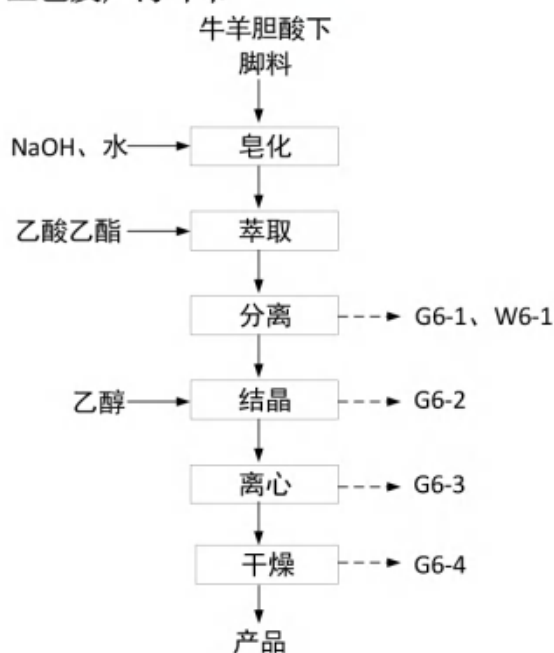 牛羊胆酸下
脚料
NaOH、水
皂化
乙酸乙酯
萃取
分离
G6-1、W6-1
乙醇
结晶
G6-2
离心
G6-3
干燥
G6-4
产品